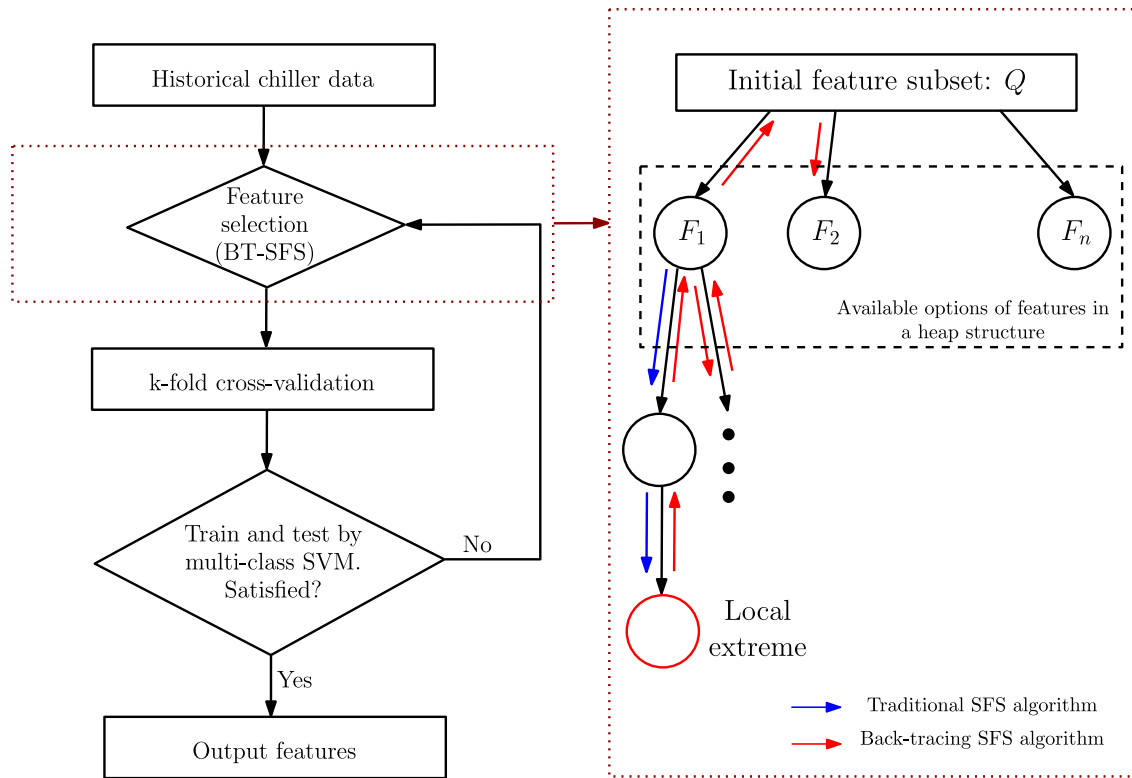 Historical chiller data
Feature
selection
(BT-SFS)
k-fold cross-validation
Train and test by
multi-class SVM.
Satisfied?
No
Yes
Output features
Initial feature subset: Q
F₁
F₂
Fₙ
Available options of features in
a heap structure
Local
extreme
Traditional SFS algorithm
Back-tracing SFS algorithm